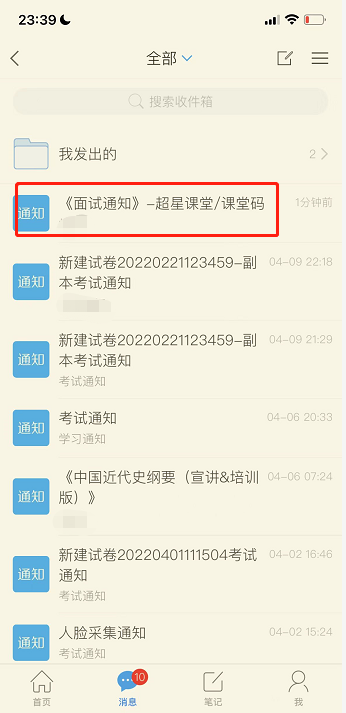 23:39
全部
搜索收件箱
我发出的 2
通知 《面试通知》-超星课堂/课堂码 1分钟前
新建试卷20220221123459-副 04-09 22:18
通知 本考试通知
新建试卷20220221123459-副 04-09 21:29
通知 本考试通知
考试通知
考试通知 04-06 20:33
通知
学习通知
《中国近代史纲要（宣讲&培训 04-06 07:24
通知 版）》
新建试卷20220401111504考试 04-02 16:46
通知 通知
考试通知
人脸采集通知 04-02 15:24
通知
考试通知
10
首页 消息 笔记 我